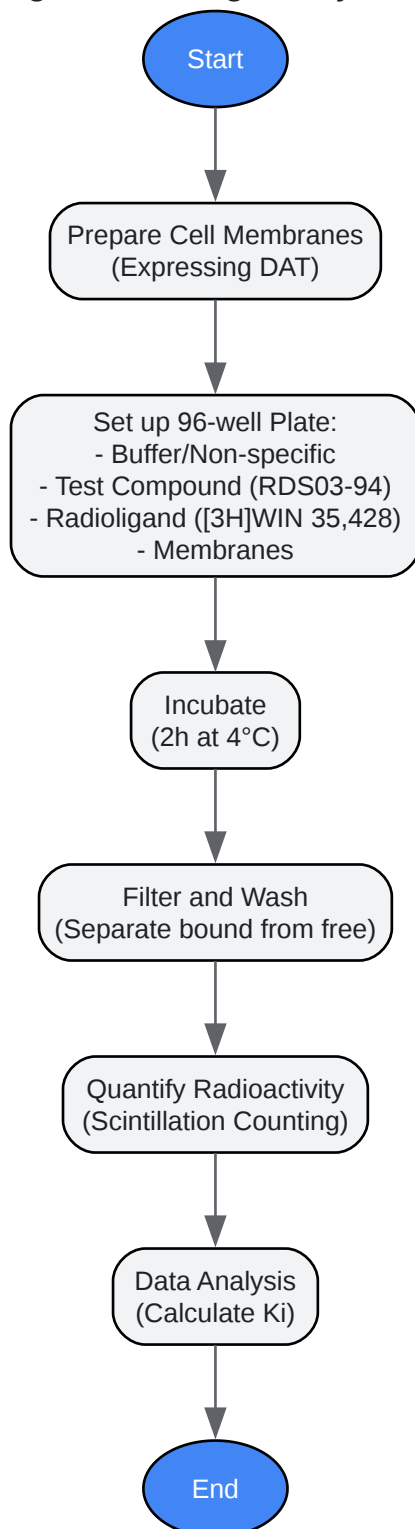 Start
Prepare Cell Membranes
(Expressing DAT)
Set up 96-well Plate:
- Buffer/Non-specific
- Test Compound (RDS03-94)
- Radioligand ([3H]WIN 35,428)
- Membranes
Incubate
(2h at 4°C)
Filter and Wash
(Separate bound from free)
Quantify Radioactivity
(Scintillation Counting)
Data Analysis
(Calculate Ki)
End